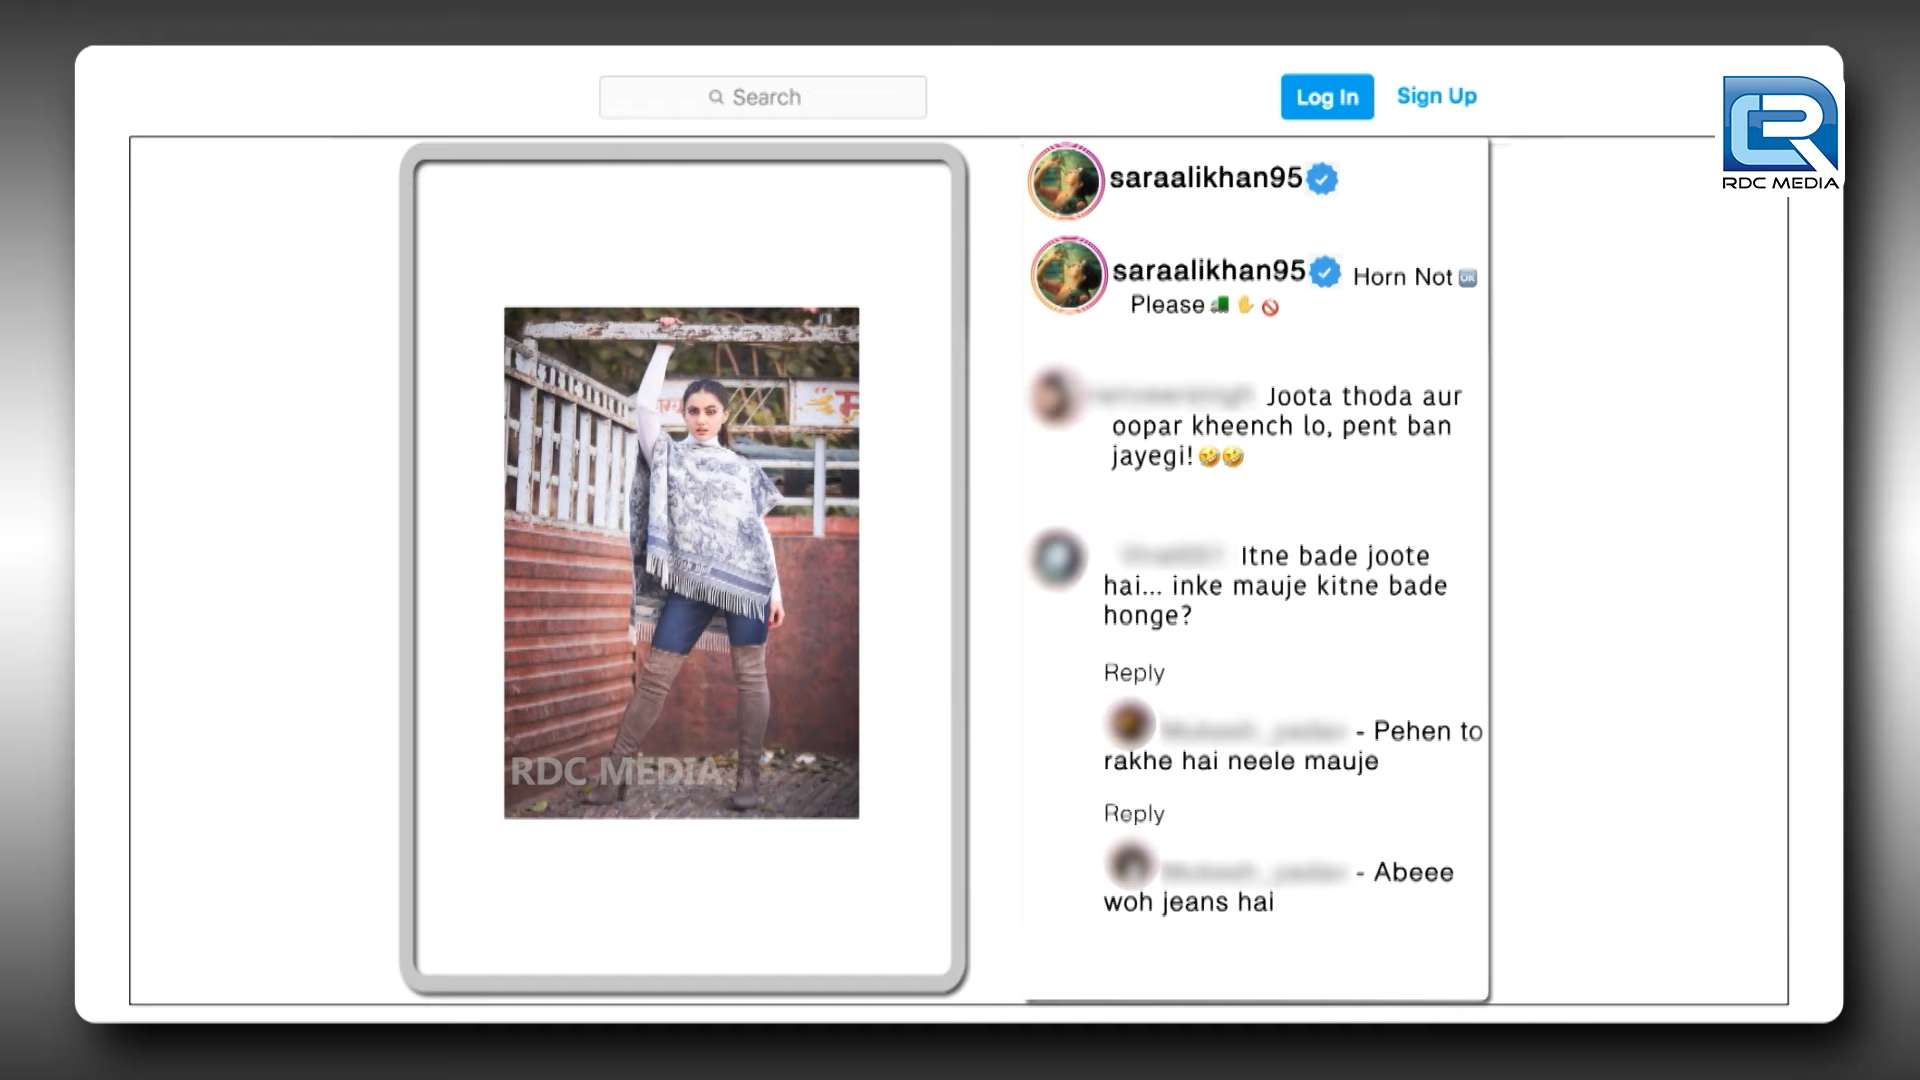 Search
Log In
Sign Up
RDC MEDIA
saraalikhan95
saraalikhan95 Horn Not 🆗
Please🚛✋🚫
Joota thoda aur
oopar kheench lo, pent ban
jayegi!🤣🤣
Itne bade joote
hai... inke mauje kitne bade
honge?
Reply
- Pehen to
rakhe hai neele mauje
Reply
- Abeee
woh jeans hai
RDC MEDIA